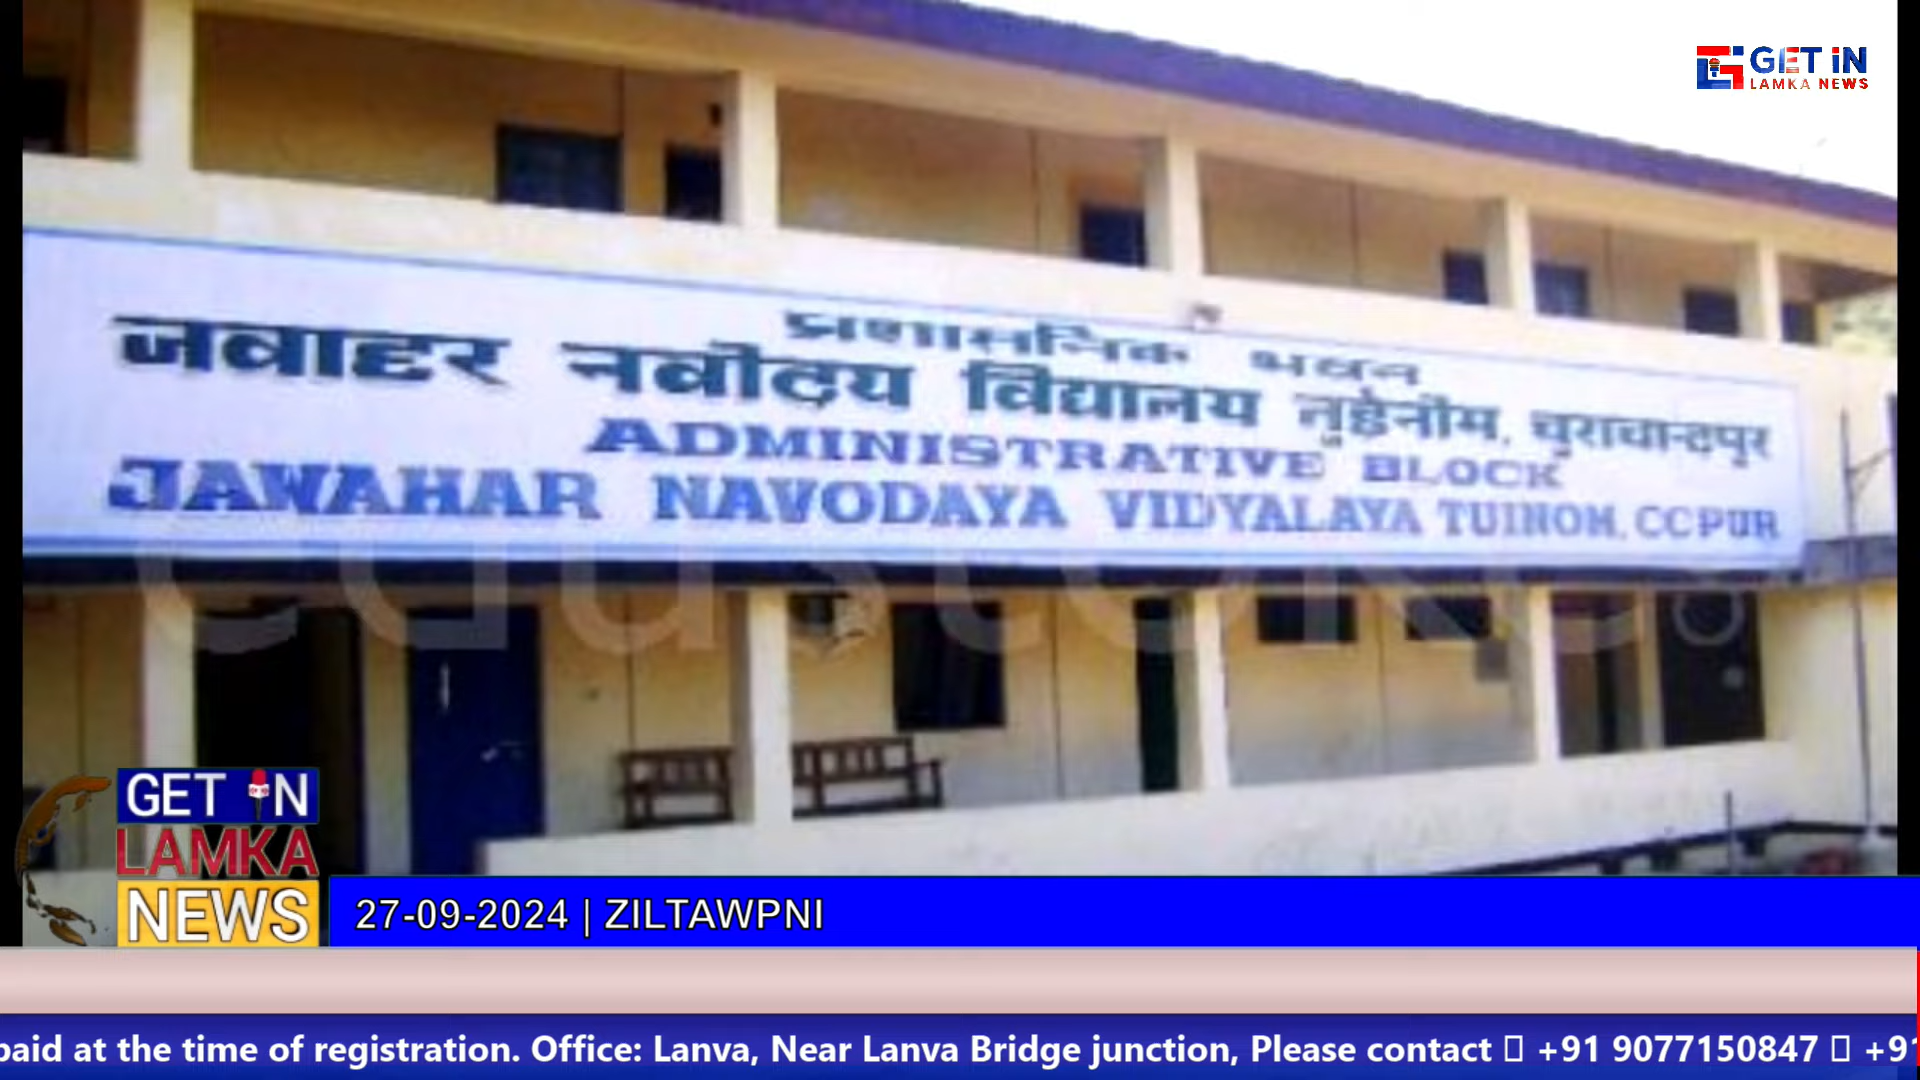 GET iN
LAMKA NEWS
प्रशासनिक भवन
जवाहर नवोदय विद्यालय तुईनोम, चुराचान्दपुर
ADMINISTRATIVE BLOCK
JAWAHAR NAVODAYA VIDYALAYA TUINOM, CCPUR
GET IN
LAMKA
NEWS
27-09-2024 | ZILTAWPNI
paid at the time of registration. Office: Lanva, Near Lanva Bridge junction, Please contact +91 9077150847 +91